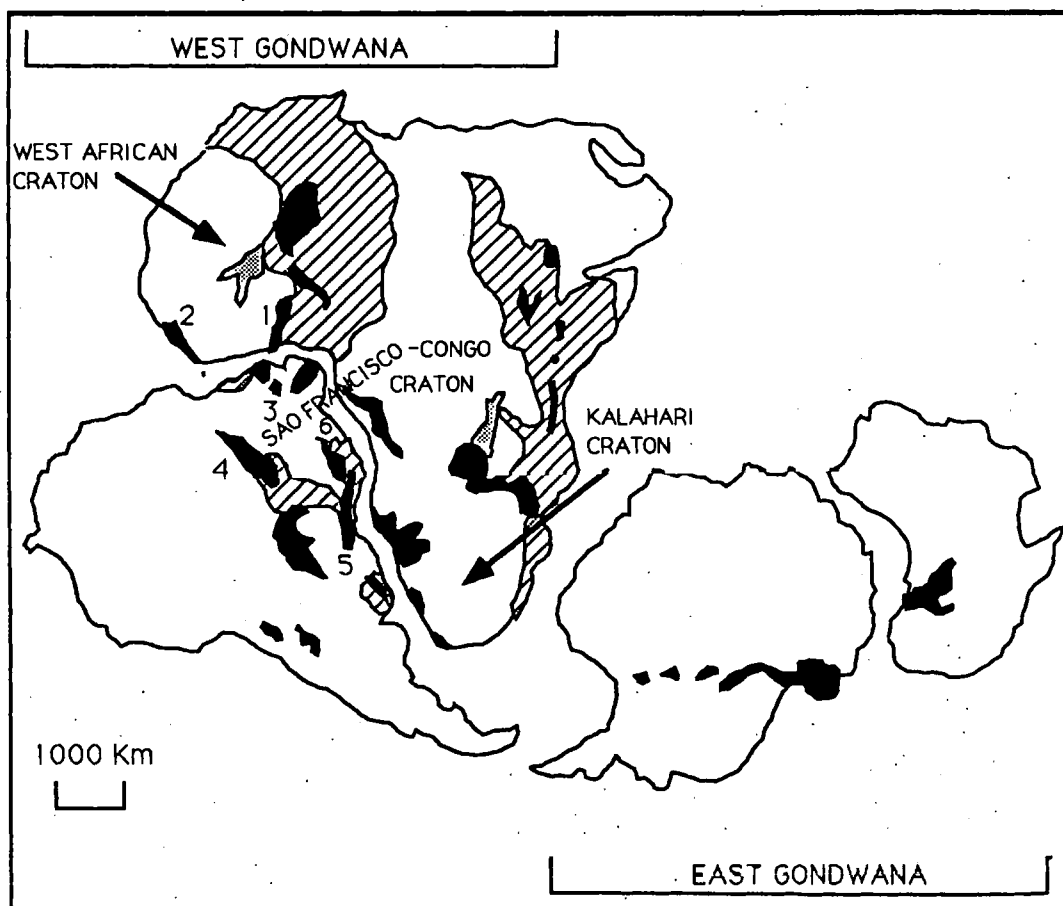 WEST GONDWANA
WEST AFRICAN
CRATON
2
1
SAO FRANCISCO-CONGO
CRATON
3
6
KALAHARI
CRATON
4
5
1000 Km
EAST GONDWANA